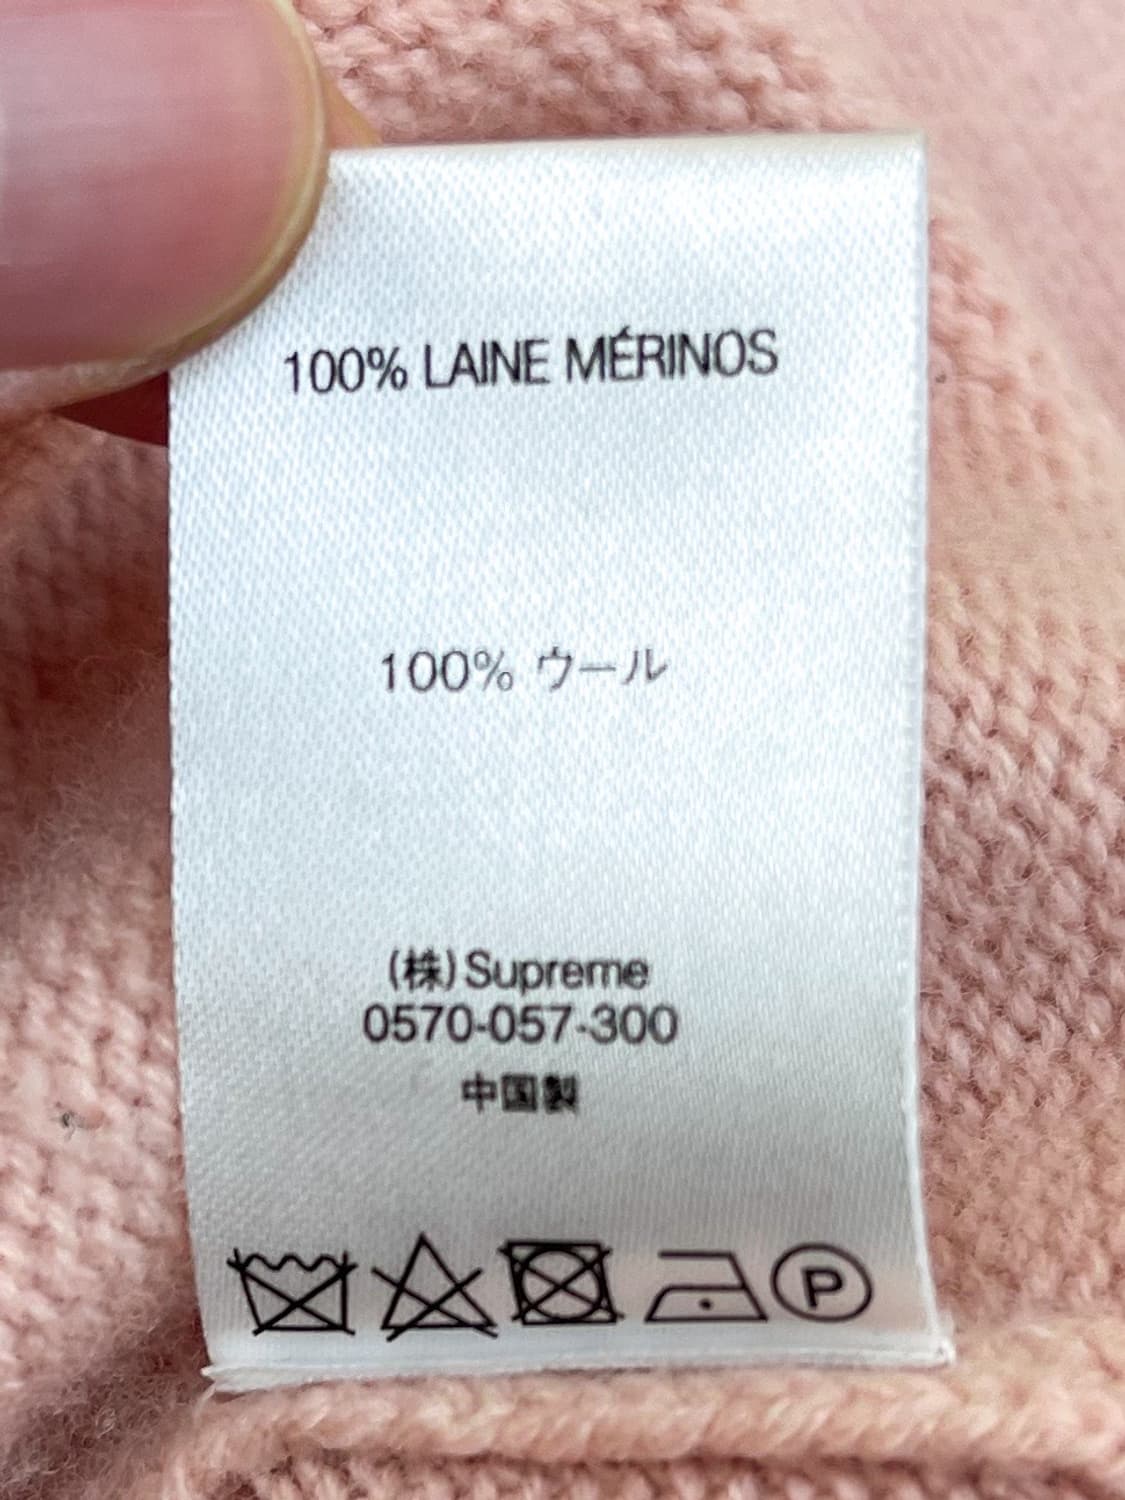 100% LAINE MÉRINOS
100% ウール
(株)Supreme
0570-057-300
中国製
P